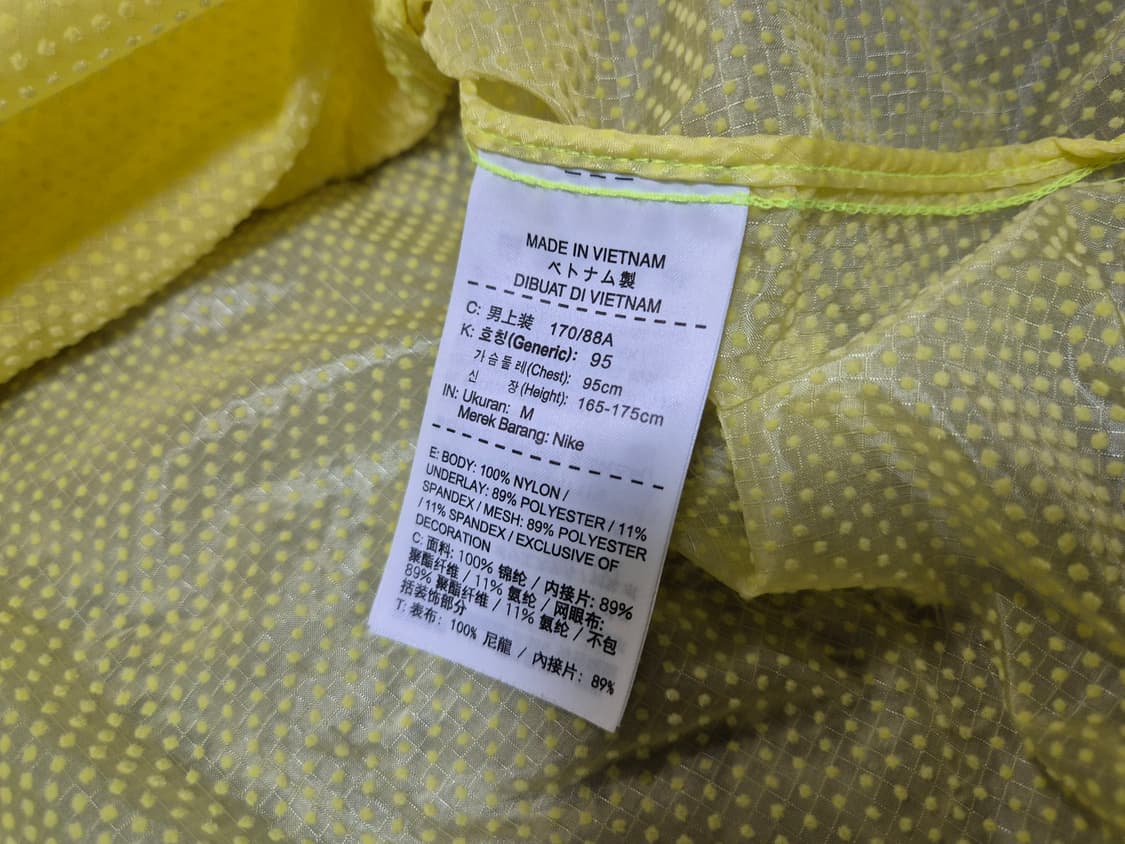 MADE IN VIETNAM
ベトナム製
DIBUAT DI VIETNAM
C: 男上装 170/88A
K: 호칭(Generic): 95
가슴둘레(Chest): 95cm
신 장(Height): 165-175cm
IN: Ukuran: M
Merek Barang: Nike
E: BODY: 100% NYLON /
UNDERLAY: 89% POLYESTER / 11%
SPANDEX / MESH: 89% POLYESTER
/ 11% SPANDEX / EXCLUSIVE OF
DECORATION
C: 面料: 100% 锦纶 / 内接片: 89%
聚酯纤维 / 11% 氨纶 / 网眼布:
89% 聚酯纤维 / 11% 氨纶 / 不包
括装饰部分
T: 表布: 100% 尼龍 / 內接片: 89%